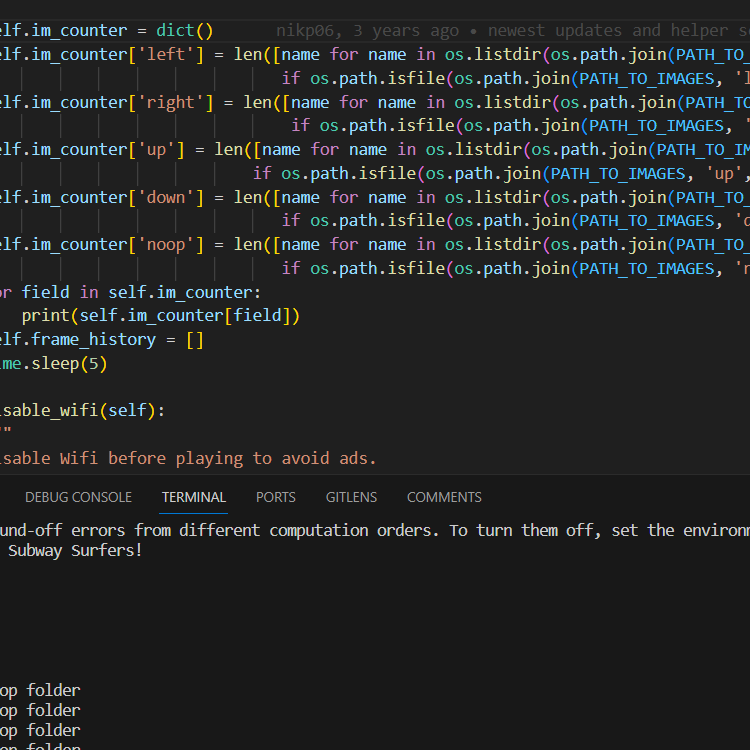 elf.im_counter = dict() nikp06, 3 years ago • newest updates and helper s
elf.im_counter['left'] = len([name for name in os.listdir(os.path.join(PATH_TO_
if os.path.isfile(os.path.join(PATH_TO_IMAGES, 'l
elf.im_counter['right'] = len([name for name in os.listdir(os.path.join(PATH_TO
if os.path.isfile(os.path.join(PATH_TO_IMAGES, '
elf.im_counter['up'] = len([name for name in os.listdir(os.path.join(PATH_TO_IM
if os.path.isfile(os.path.join(PATH_TO_IMAGES, 'up',
elf.im_counter['down'] = len([name for name in os.listdir(os.path.join(PATH_TO_
if os.path.isfile(os.path.join(PATH_TO_IMAGES, 'd
elf.im_counter['noop'] = len([name for name in os.listdir(os.path.join(PATH_TO_
if os.path.isfile(os.path.join(PATH_TO_IMAGES, 'n
or field in self.im_counter:
print(self.im_counter[field])
elf.frame_history = []
me.sleep(5)
sable_wifi(self):
""
sable Wifi before playing to avoid ads.
DEBUG CONSOLE TERMINAL PORTS GITLENS COMMENTS
und-off errors from different computation orders. To turn them off, set the environm
Subway Surfers!
op folder
op folder
op folder
op folder